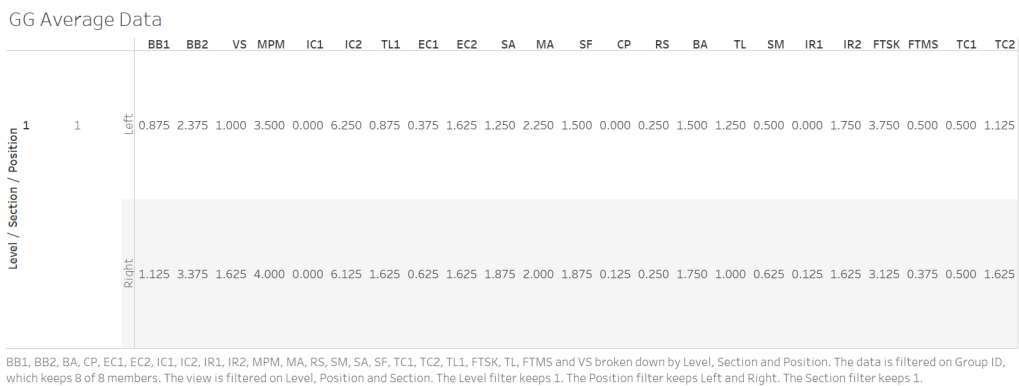 GG Average Data
BB1 BB2 VS MPM IC1 IC2 TL1 EC1 EC2 SA MA SF CP RS BA TL SM IR1 IR2 FTSK FTMS TC1 TC2
Level / Section / Position
1 1 Left 0.875 2.375 1.000 3.500 0.000 6.250 0.875 0.375 1.625 1.250 2.250 1.500 0.000 0.250 1.500 1.250 0.500 0.000 1.750 3.750 0.500 0.500 1.125
Right 1.125 3.375 1.625 4.000 0.000 6.125 1.625 0.625 1.625 1.875 2.000 1.875 0.125 0.250 1.750 1.000 0.625 0.125 1.625 3.125 0.375 0.500 1.625
BB1, BB2, BA, CP, EC1, EC2, IC1, IC2, IR1, IR2, MPM, MA, RS, SM, SA, SF, TC1, TC2, TL1, FTSK, TL, FTMS and VS broken down by Level, Section and Position. The data is filtered on Group ID,
which keeps 8 of 8 members. The view is filtered on Level, Position and Section. The Level filter keeps 1. The Position filter keeps Left and Right. The Section filter keeps 1.